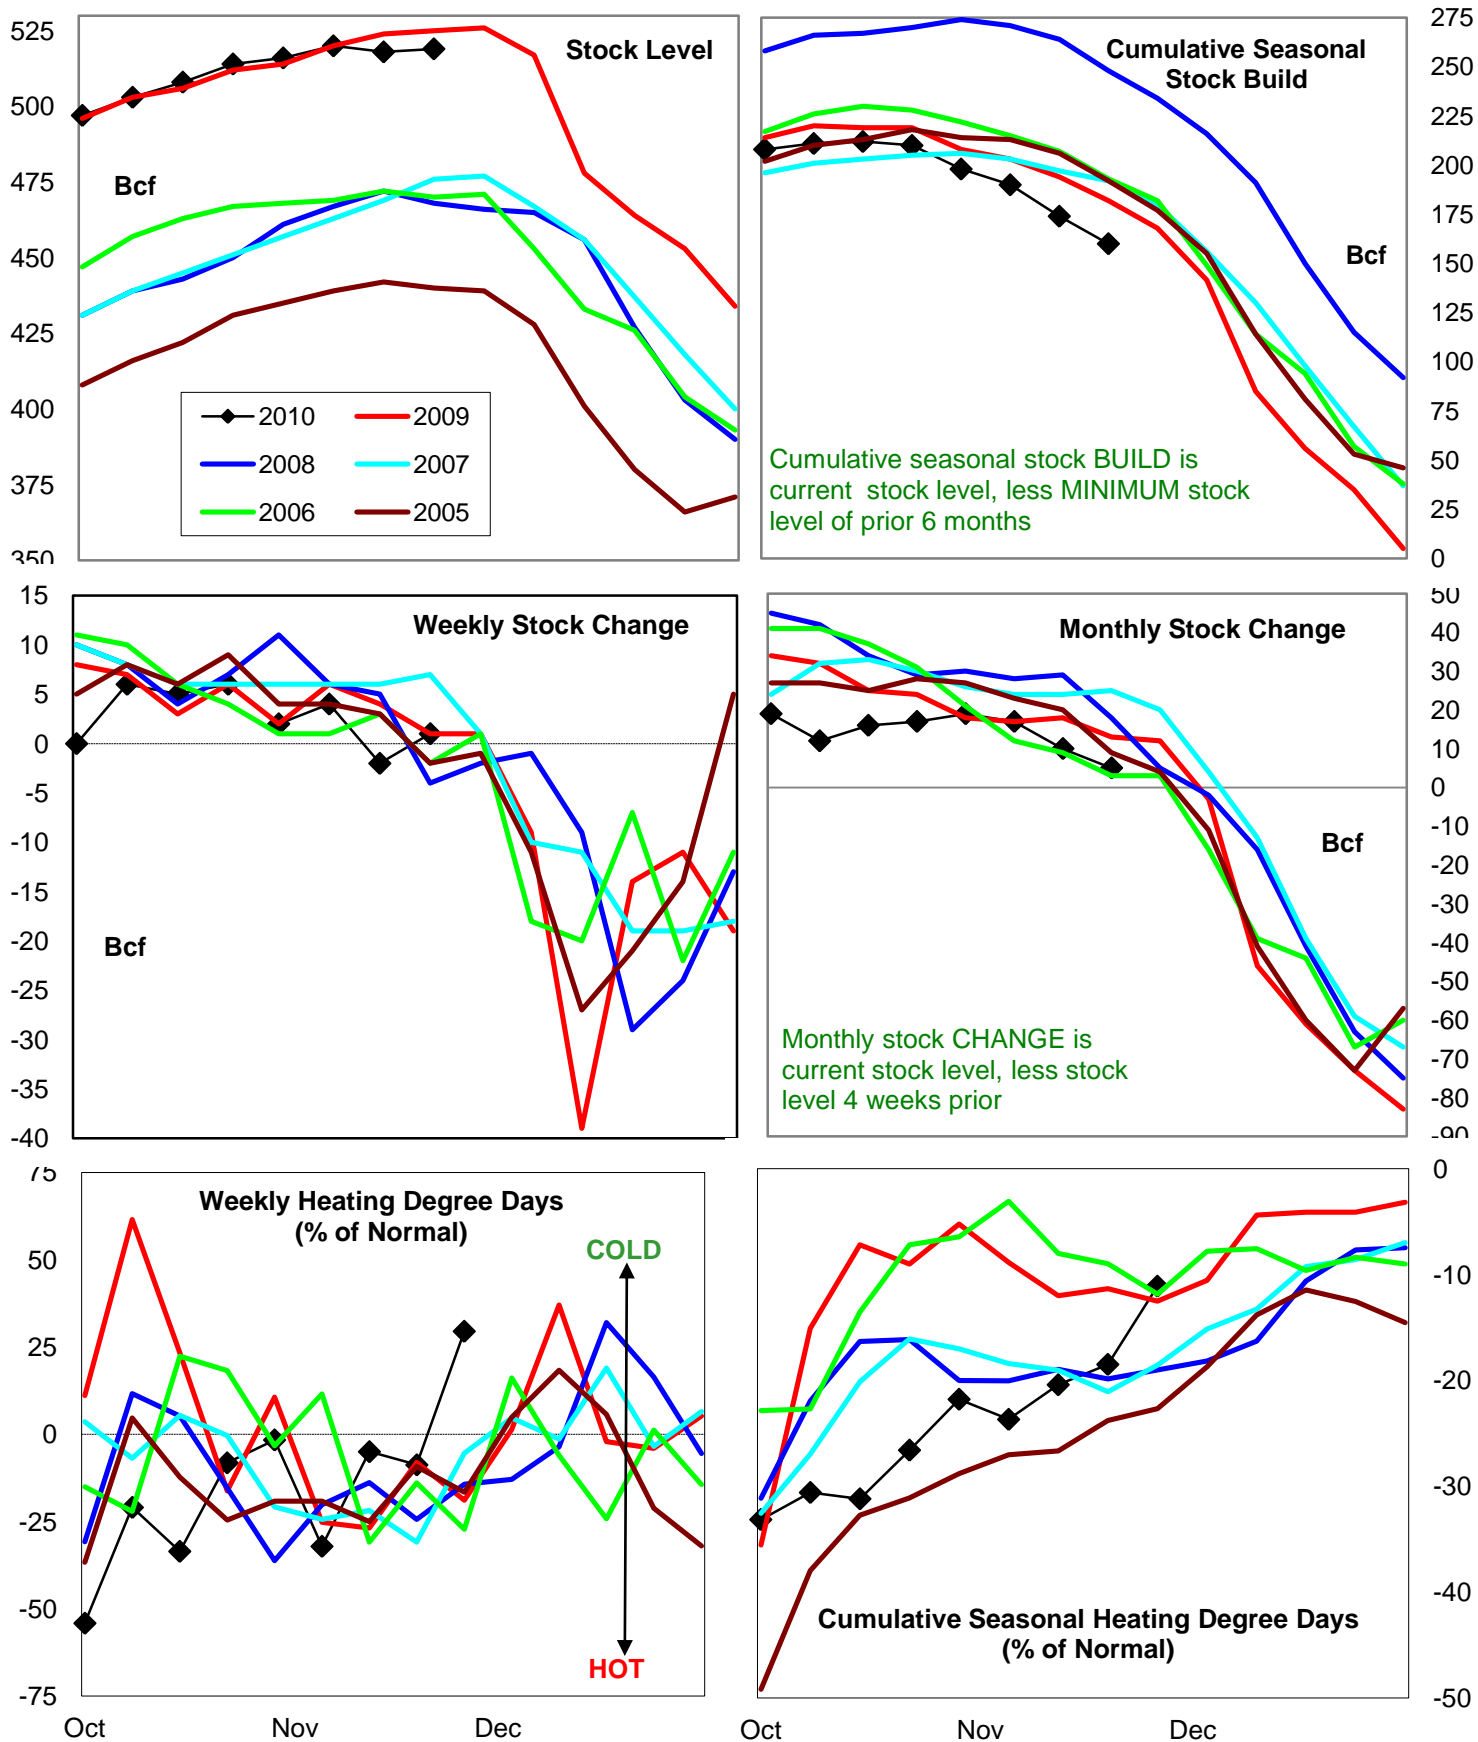 Stock Level
525
500
475
450
425
400
375
350
Bcf
2010
2009
2008
2007
2006
2005
Cumulative Seasonal
Stock Build
275
250
225
200
175
150
125
100
75
50
25
0
Bcf
Cumulative seasonal stock BUILD is
current stock level, less MINIMUM stock
level of prior 6 months
Weekly Stock Change
15
10
5
0
-5
-10
-15
-20
-25
-30
-35
-40
Bcf
Monthly Stock Change
50
40
30
20
10
0
-10
-20
-30
-40
-50
-60
-70
-80
-90
Bcf
Monthly stock CHANGE is
current stock level, less stock
level 4 weeks prior
Weekly Heating Degree Days
(% of Normal)
75
50
25
0
-25
-50
-75
COLD
HOT
Oct
Nov
Dec
Cumulative Seasonal Heating Degree Days
(% of Normal)
0
-10
-20
-30
-40
-50
Oct
Nov
Dec